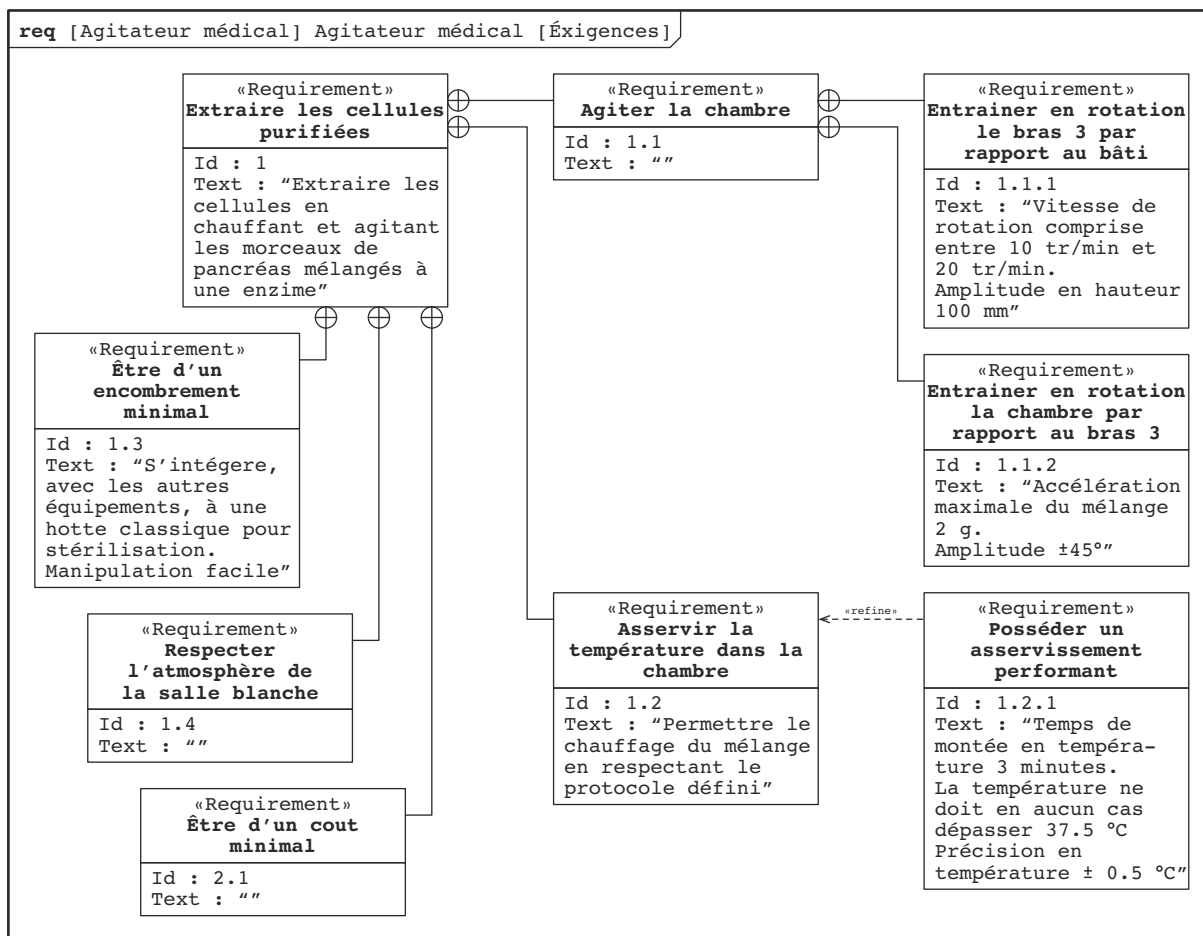 req [Agitateur médical] Agitateur médical [Éxigences]
«Requirement»
Extraire les cellules
purifiées
Id : 1
Text : “Extraire les
cellules en
chauffant et agitant
les morceaux de
pancréas mélangés à
une enzime”
«Requirement»
Agiter la chambre
Id : 1.1
Text : “”
«Requirement»
Entrainer en rotation
le bras 3 par
rapport au bâti
Id : 1.1.1
Text : “Vitesse de
rotation comprise
entre 10 tr/min et
20 tr/min.
Amplitude en hauteur
100 mm”
«Requirement»
Être d'un
encombrement
minimal
Id : 1.3
Text : “S'intégere,
avec les autres
équipements, à une
hotte classique pour
stérilisation.
Manipulation facile”
«Requirement»
Entrainer en rotation
la chambre par
rapport au bras 3
Id : 1.1.2
Text : “Accélération
maximale du mélange
2 g.
Amplitude ±45°”
«Requirement»
Respecter
l'atmosphère de
la salle blanche
Id : 1.4
Text : “”
«Requirement»
Asservir la
température dans la
chambre
Id : 1.2
Text : “Permettre le
chauffage du mélange
en respectant le
protocole défini”
«refine»
«Requirement»
Posséder un
asservissement
performant
Id : 1.2.1
Text : “Temps de
montée en tempéra-
ture 3 minutes.
La température ne
doit en aucun cas
dépasser 37.5 °C
Précision en
température ± 0.5 °C”
«Requirement»
Être d'un cout
minimal
Id : 2.1
Text : “”